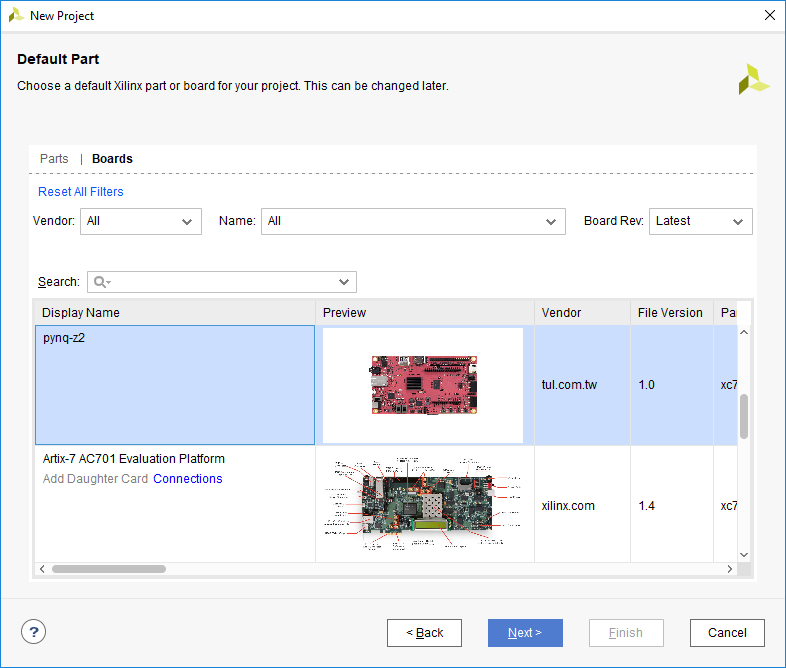 New Project
Default Part
Choose a default Xilinx part or board for your project. This can be changed later.
Parts | Boards
Reset All Filters
Vendor: All Name: All Board Rev: Latest
Search:
Display Name Preview Vendor File Version Pa
pynq-z2 tul.com.tw 1.0 xc7
Artix-7 AC701 Evaluation Platform
Add Daughter Card Connections
xilinx.com 1.4 xc7
? < Back Next > Finish Cancel